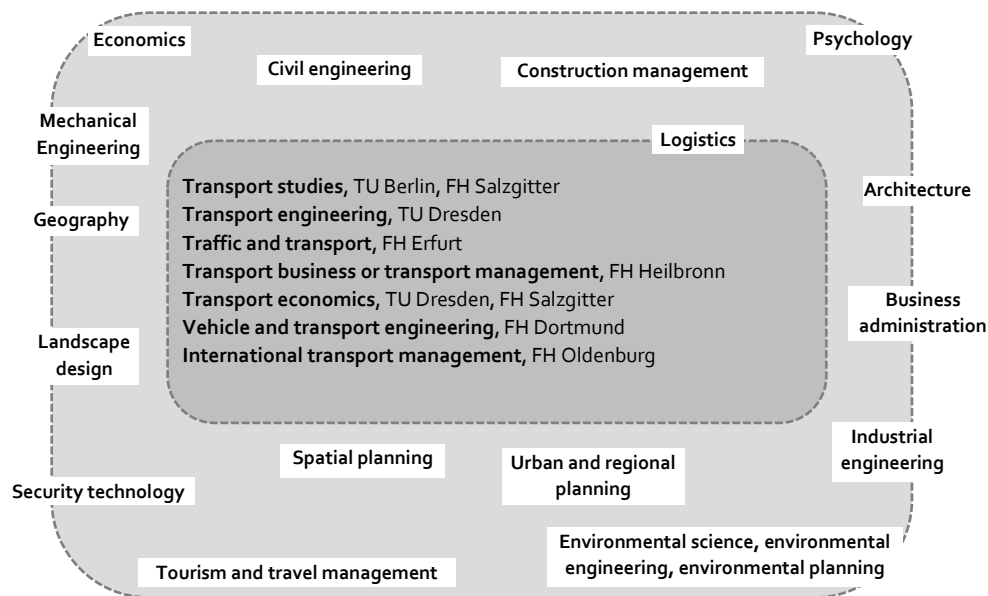 Economics
Psychology
Civil engineering
Construction management
Mechanical
Engineering
Logistics
Transport studies, TU Berlin, FH Salzgitter
Transport engineering, TU Dresden
Traffic and transport, FH Erfurt
Transport business or transport management, FH Heilbronn
Transport economics, TU Dresden, FH Salzgitter
Vehicle and transport engineering, FH Dortmund
International transport management, FH Oldenburg
Architecture
Geography
Business
administration
Landscape
design
Industrial
engineering
Spatial planning
Urban and regional
planning
Security technology
Environmental science, environmental
engineering, environmental planning
Tourism and travel management